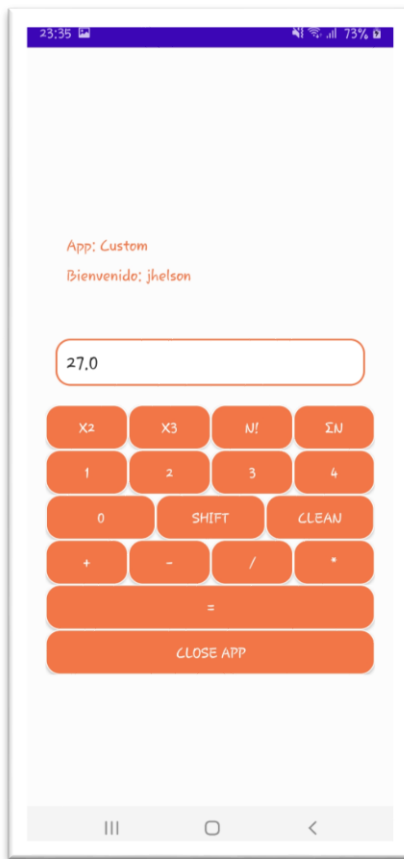 23:35 73%
App: Custom
Bienvenido: jhelson
27.0
X2 X3 N! ΣN
1 2 3 4
0 SHIFT CLEAN
+ - / *
=
CLOSE APP